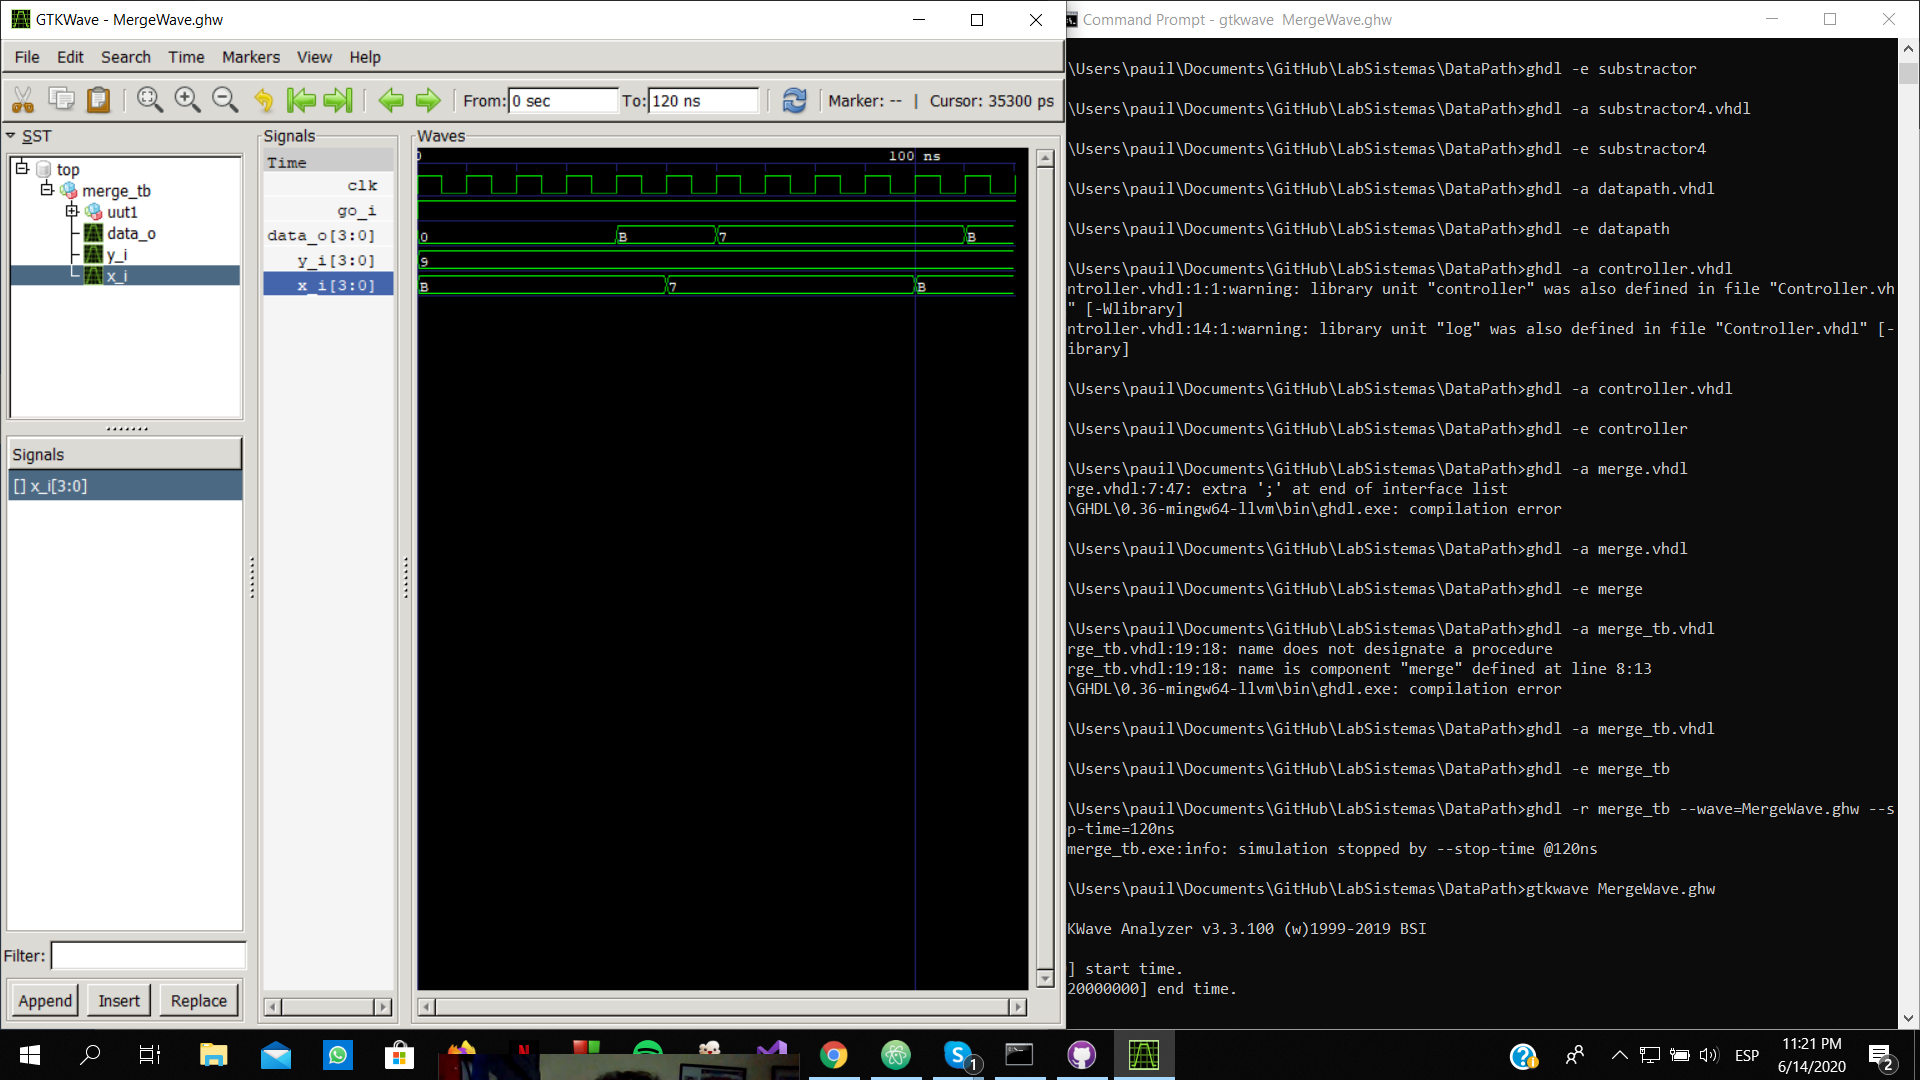 GTKWave - MergeWave.ghw
File Edit Search Time Markers View Help
From: 0 sec To: 120 ns Marker: -- | Cursor: 35300 ps
SST
top
merge_tb
uut1
data_o
y_i
x_i
Signals
[] x_i[3:0]
Filter:
Append Insert Replace
Signals
Time
clk
go_i
data_o[3:0]
y_i[3:0]
x_i[3:0]
Waves
0 100 ns
0 B 7 B
9
B 7 B
Command Prompt - gtkwave MergeWave.ghw
\Users\pauil\Documents\GitHub\LabSistemas\DataPath>ghdl -e substractor
\Users\pauil\Documents\GitHub\LabSistemas\DataPath>ghdl -a substractor4.vhdl
\Users\pauil\Documents\GitHub\LabSistemas\DataPath>ghdl -e substractor4
\Users\pauil\Documents\GitHub\LabSistemas\DataPath>ghdl -a datapath.vhdl
\Users\pauil\Documents\GitHub\LabSistemas\DataPath>ghdl -e datapath
\Users\pauil\Documents\GitHub\LabSistemas\DataPath>ghdl -a controller.vhdl
ntroller.vhdl:1:1:warning: library unit "controller" was also defined in file "Controller.vh
" [-Wlibrary]
ntroller.vhdl:14:1:warning: library unit "log" was also defined in file "Controller.vhdl" [-
ibrary]
\Users\pauil\Documents\GitHub\LabSistemas\DataPath>ghdl -a controller.vhdl
\Users\pauil\Documents\GitHub\LabSistemas\DataPath>ghdl -e controller
\Users\pauil\Documents\GitHub\LabSistemas\DataPath>ghdl -a merge.vhdl
rge.vhdl:7:47: extra ';' at end of interface list
\GHDL\0.36-mingw64-llvm\bin\ghdl.exe: compilation error
\Users\pauil\Documents\GitHub\LabSistemas\DataPath>ghdl -a merge.vhdl
\Users\pauil\Documents\GitHub\LabSistemas\DataPath>ghdl -e merge
\Users\pauil\Documents\GitHub\LabSistemas\DataPath>ghdl -a merge_tb.vhdl
rge_tb.vhdl:19:18: name does not designate a procedure
rge_tb.vhdl:19:18: name is component "merge" defined at line 8:13
\GHDL\0.36-mingw64-llvm\bin\ghdl.exe: compilation error
\Users\pauil\Documents\GitHub\LabSistemas\DataPath>ghdl -a merge_tb.vhdl
\Users\pauil\Documents\GitHub\LabSistemas\DataPath>ghdl -e merge_tb
\Users\pauil\Documents\GitHub\LabSistemas\DataPath>ghdl -r merge_tb --wave=MergeWave.ghw --s
p-time=120ns
merge_tb.exe:info: simulation stopped by --stop-time @120ns
\Users\pauil\Documents\GitHub\LabSistemas\DataPath>gtkwave MergeWave.ghw
KWave Analyzer v3.3.100 (w)1999-2019 BSI
] start time.
20000000] end time.
1
ESP
11:21 PM
6/14/2020
2